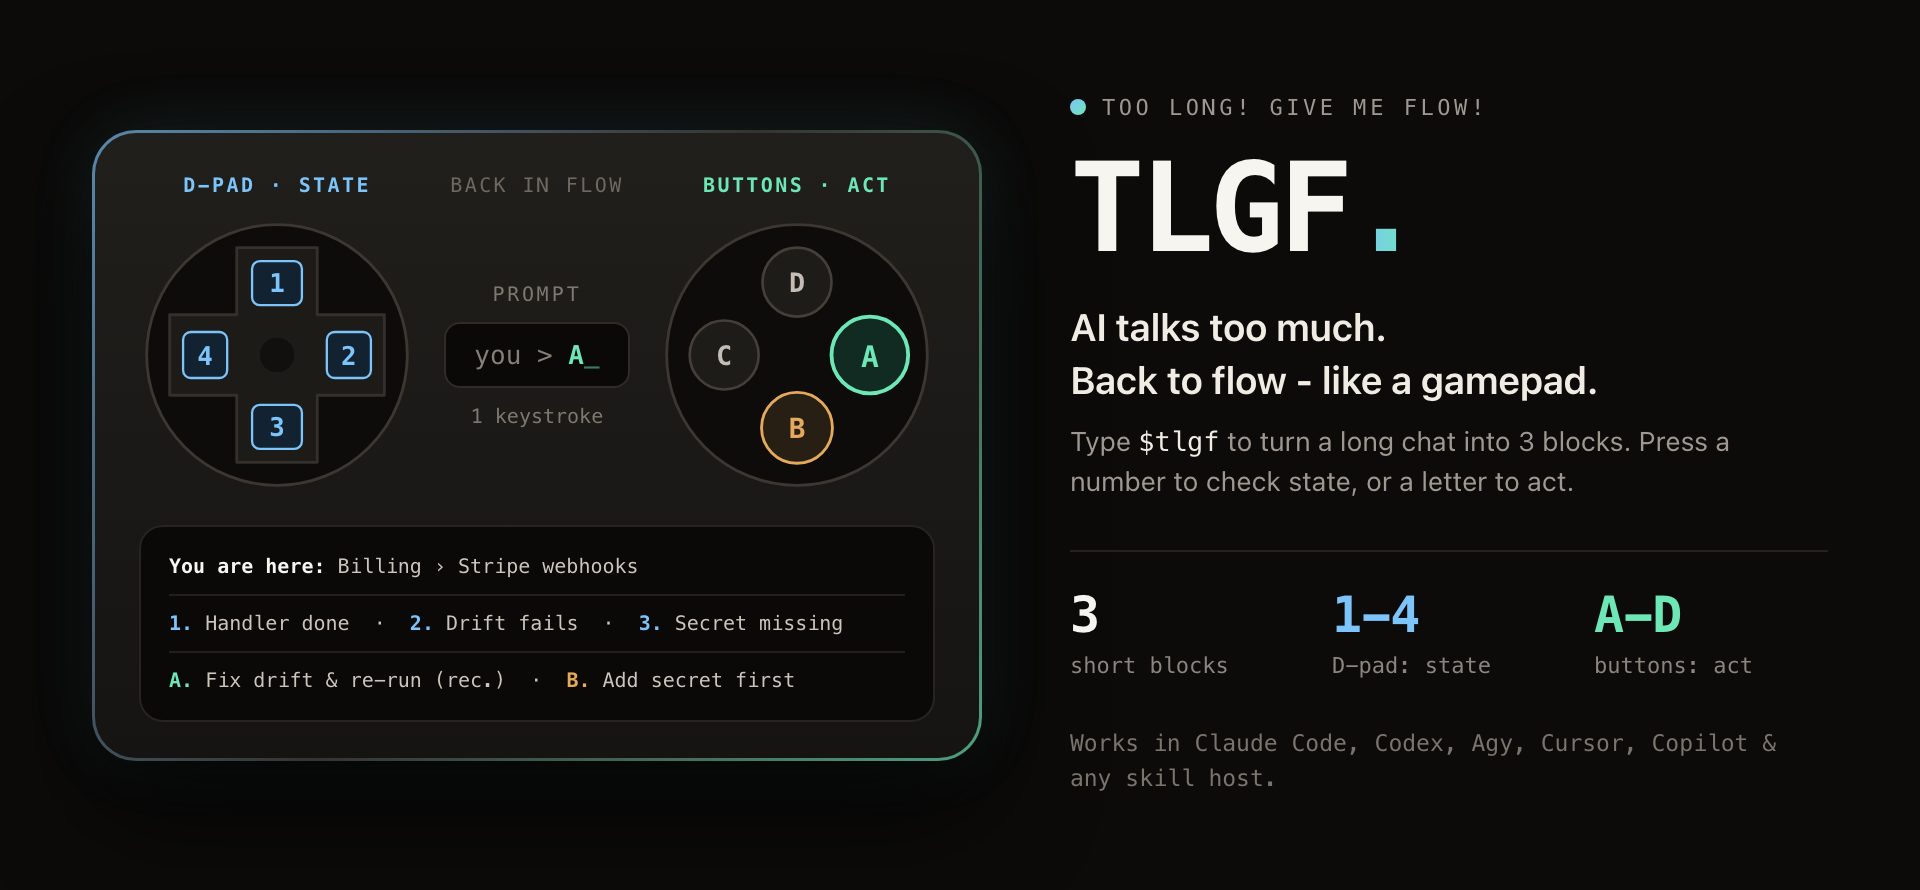 D-PAD · STATE
BACK IN FLOW
BUTTONS · ACT
1
4
2
3
PROMPT
you > A_
1 keystroke
D
C
A
B
You are here: Billing › Stripe webhooks
1. Handler done · 2. Drift fails · 3. Secret missing
A. Fix drift & re-run (rec.) · B. Add secret first
TOO LONG! GIVE ME FLOW!
TLGF.
AI talks too much.
Back to flow - like a gamepad.
Type $tlgf to turn a long chat into 3 blocks. Press a
number to check state, or a letter to act.
3
short blocks
1–4
D-pad: state
A–D
buttons: act
Works in Claude Code, Codex, Agy, Cursor, Copilot &
any skill host.